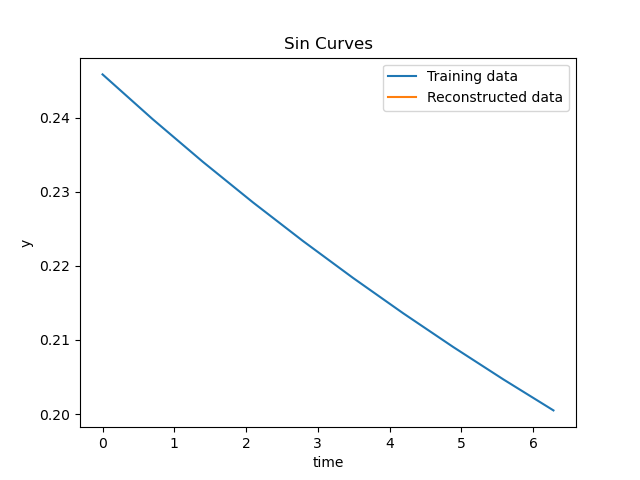 Sin Curves
Training data
Reconstructed data
0.24
0.23
0.22
0.21
0.20
y
0 1 2 3 4 5 6
time